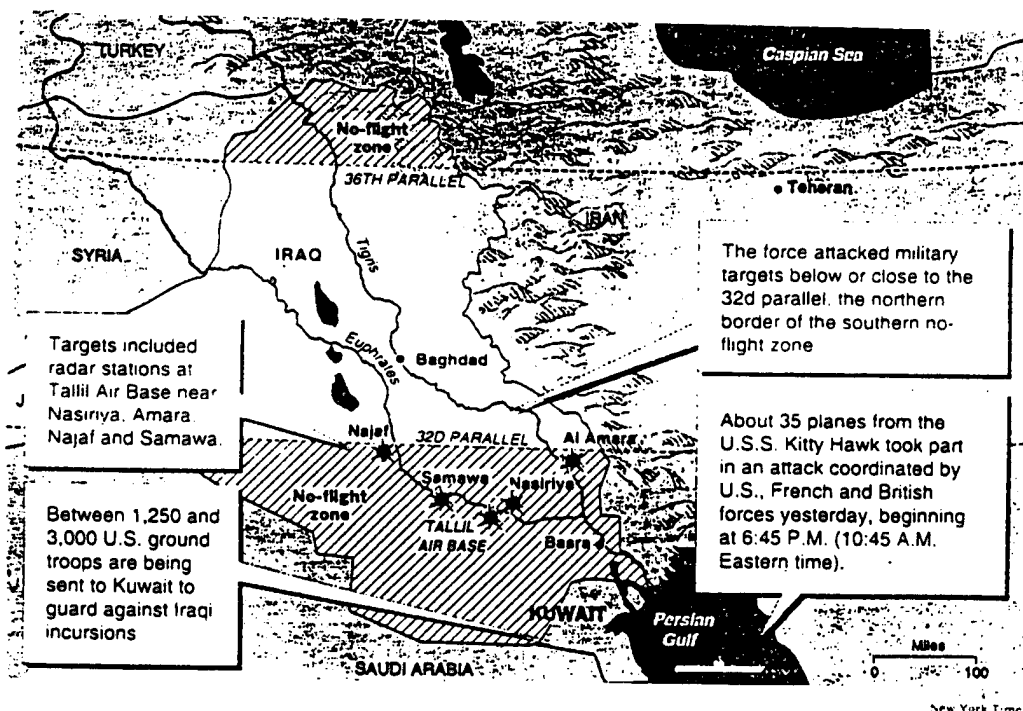 TURKEY
Caspian Sea
No-flight
zone
36TH PARALLEL
Teheran
IRAN
SYRIA
IRAQ
Tigris
The force attacked military
targets below or close to the
32d parallel, the northern
border of the southern no-
flight zone
Targets included
radar stations at
Tallil Air Base near
Nasiriya, Amara,
Najaf and Samawa.
Euphrates
Baghdad
Najaf
32D PARALLEL
Al Amara
About 35 planes from the
U.S.S. Kitty Hawk took part
in an attack coordinated by
U.S., French and British
forces yesterday, beginning
at 6:45 P.M. (10:45 A.M.
Eastern time).
Samawa
Nasiriya
No-flight
zone
TALLIL
AIR BASE
Basra
Between 1,250 and
3,000 U.S. ground
troops are being
sent to Kuwait to
guard against Iraqi
incursions
KUWAIT
Persian
Gulf
SAUDI ARABIA
Miles
0
100
New York Times